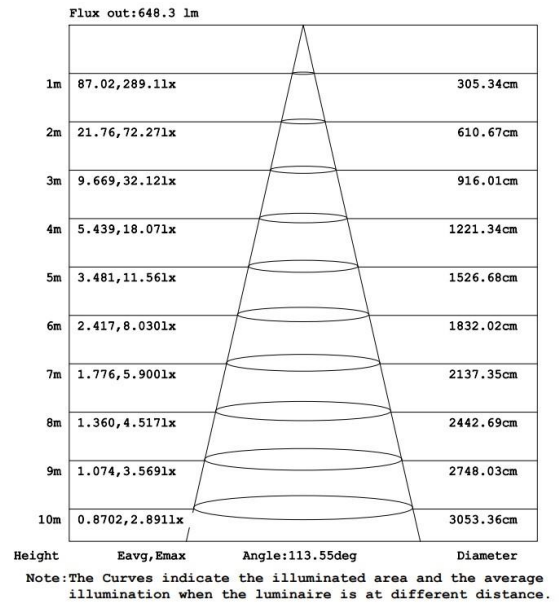 Flux out:648.3 lm
1m 87.02,289.1lx 305.34cm
2m 21.76,72.27lx 610.67cm
3m 9.669,32.12lx 916.01cm
4m 5.439,18.07lx 1221.34cm
5m 3.481,11.56lx 1526.68cm
6m 2.417,8.030lx 1832.02cm
7m 1.776,5.900lx 2137.35cm
8m 1.360,4.517lx 2442.69cm
9m 1.074,3.569lx 2748.03cm
10m 0.8702,2.891lx 3053.36cm
Height Eavg,Emax Angle:113.55deg Diameter
Note:The Curves indicate the illuminated area and the average
illumination when the luminaire is at different distance.